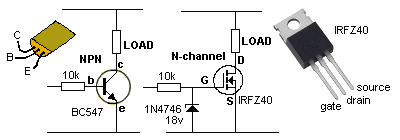 C
B
E
NPN
LOAD
c
10k
b
BC547
e
N-channel
LOAD
D
10k
G
IRFZ40
S
1N4746
18v
IRFZ40
source
drain
gate